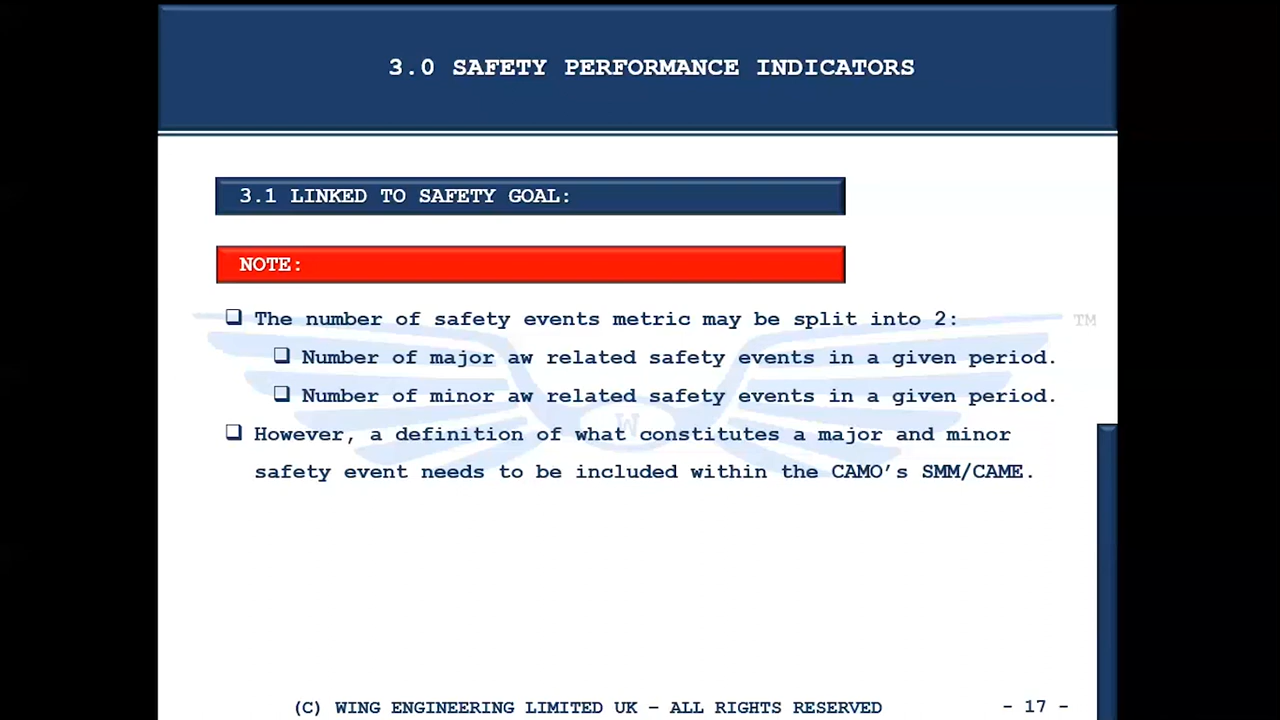 3.0 SAFETY PERFORMANCE INDICATORS
3.1 LINKED TO SAFETY GOAL:
NOTE:
❑ The number of safety events metric may be split into 2:
TM
❑ Number of major aw related safety events in a given period.
❑ Number of minor aw related safety events in a given period.
W
❑ However, a definition of what constitutes a major and minor
safety event needs to be included within the CAMO’s SMM/CAME.
(C) WING ENGINEERING LIMITED UK – ALL RIGHTS RESERVED
- 17 -